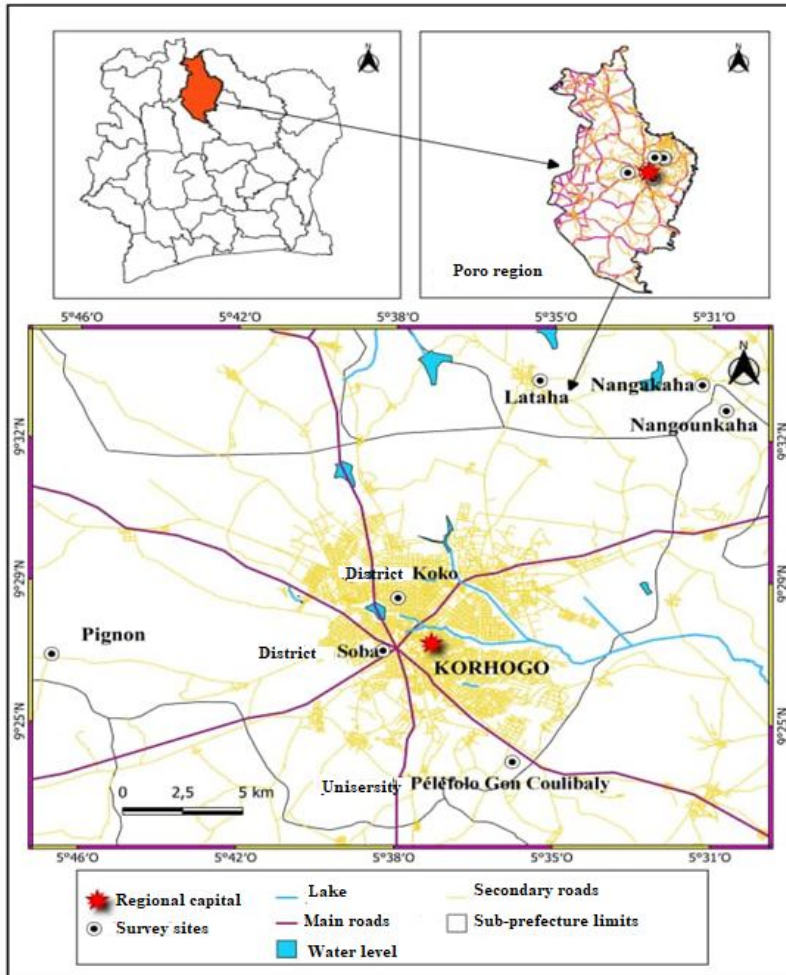 N
N
Poro region
5°46'O 5°42'O 5°38'O 5°35'O 5°31'O
N
Lataha
Nangakaha
Nangounkaha
9°32'N 9°32'N
District Koko
9°29'N 9°29'N
Pignon
District Soba
KORHOGO
9°25'N 9°25'N
Unisersity Péléfolo Gon Coulibaly
0 2,5 5 km
5°46'O 5°42'O 5°38'O 5°35'O 5°31'O
Regional capital Lake Secondary roads
Survey sites Main roads Sub-prefecture limits
Water level